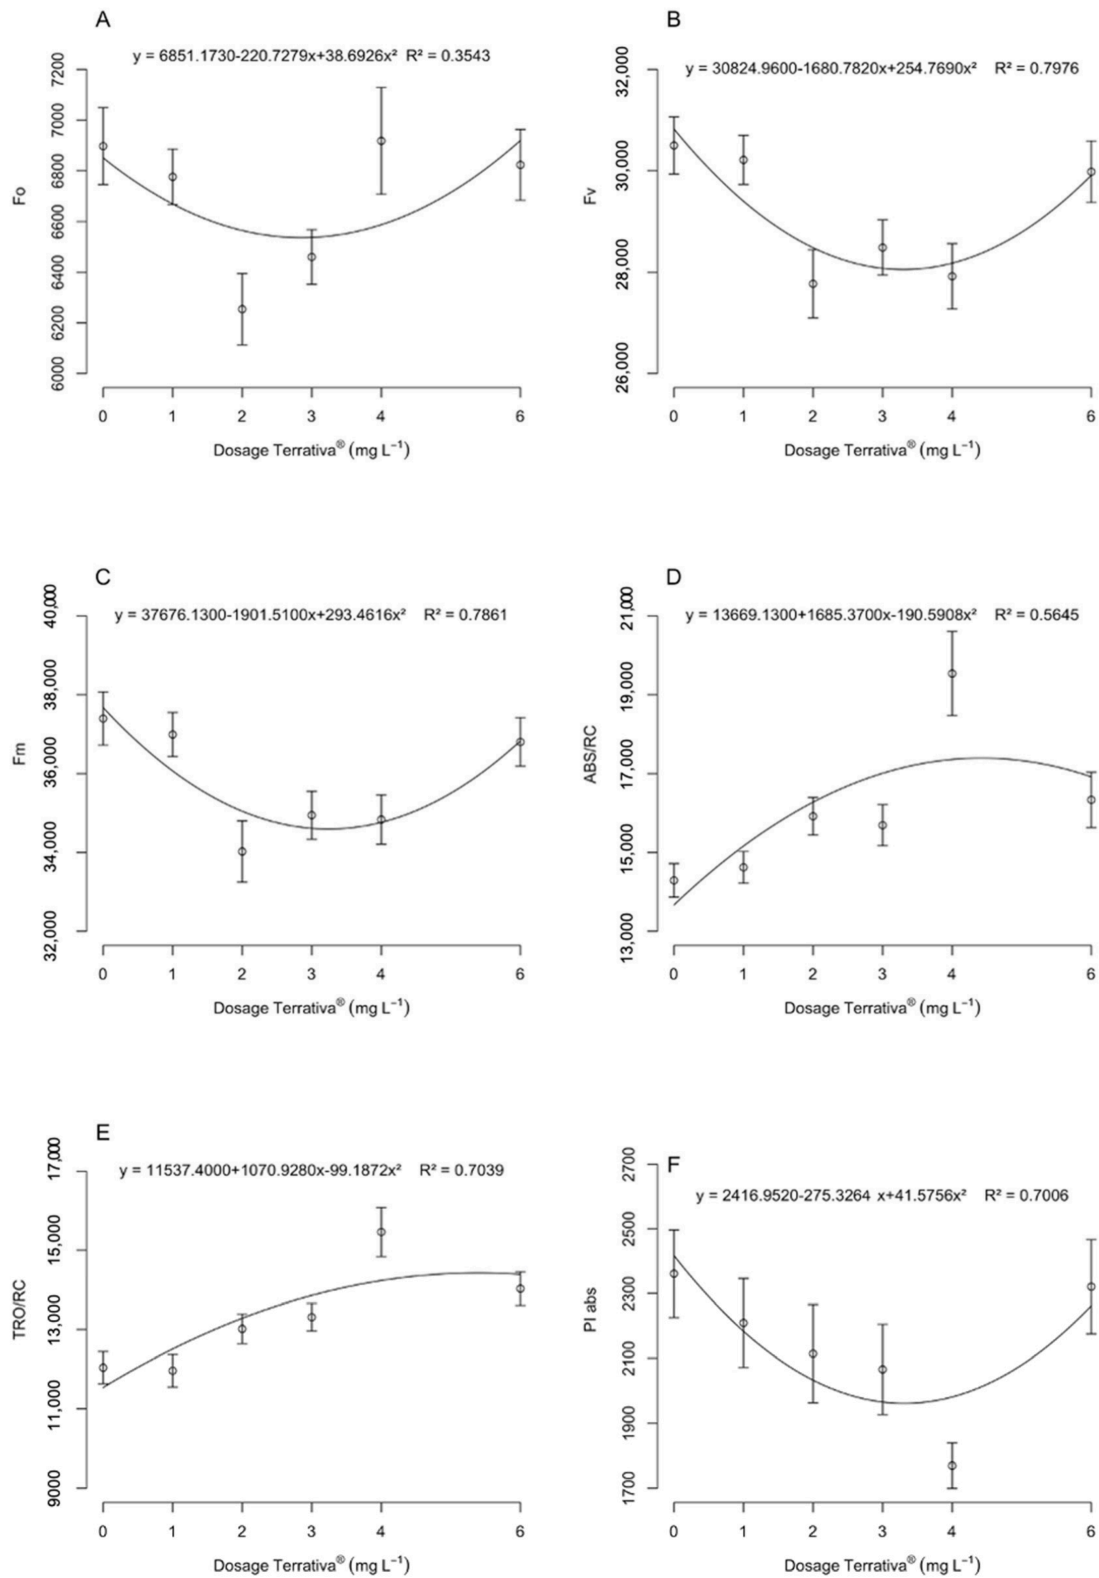 A
y = 6851.1730-220.7279x+38.6926x² R² = 0.3543
Fo
7200
7000
6800
6600
6400
6200
6000
0 1 2 3 4 6
Dosage Terrativa® (mg L⁻¹)
B
y = 30824.9600-1680.7820x+254.7690x² R² = 0.7976
Fv
32,000
30,000
28,000
26,000
0 1 2 3 4 6
Dosage Terrativa® (mg L⁻¹)
C
y = 37676.1300-1901.5100x+293.4616x² R² = 0.7861
Fm
40,000
38,000
36,000
34,000
32,000
0 1 2 3 4 6
Dosage Terrativa® (mg L⁻¹)
D
y = 13669.1300+1685.3700x-190.5908x² R² = 0.5645
ABS/RC
21,000
19,000
17,000
15,000
13,000
0 1 2 3 4 6
Dosage Terrativa® (mg L⁻¹)
E
y = 11537.4000+1070.9280x-99.1872x² R² = 0.7039
TRO/RC
17,000
15,000
13,000
11,000
9000
0 1 2 3 4 6
Dosage Terrativa® (mg L⁻¹)
F
y = 2416.9520-275.3264 x+41.5756x² R² = 0.7006
PI abs
2700
2500
2300
2100
1900
1700
0 1 2 3 4 6
Dosage Terrativa® (mg L⁻¹)